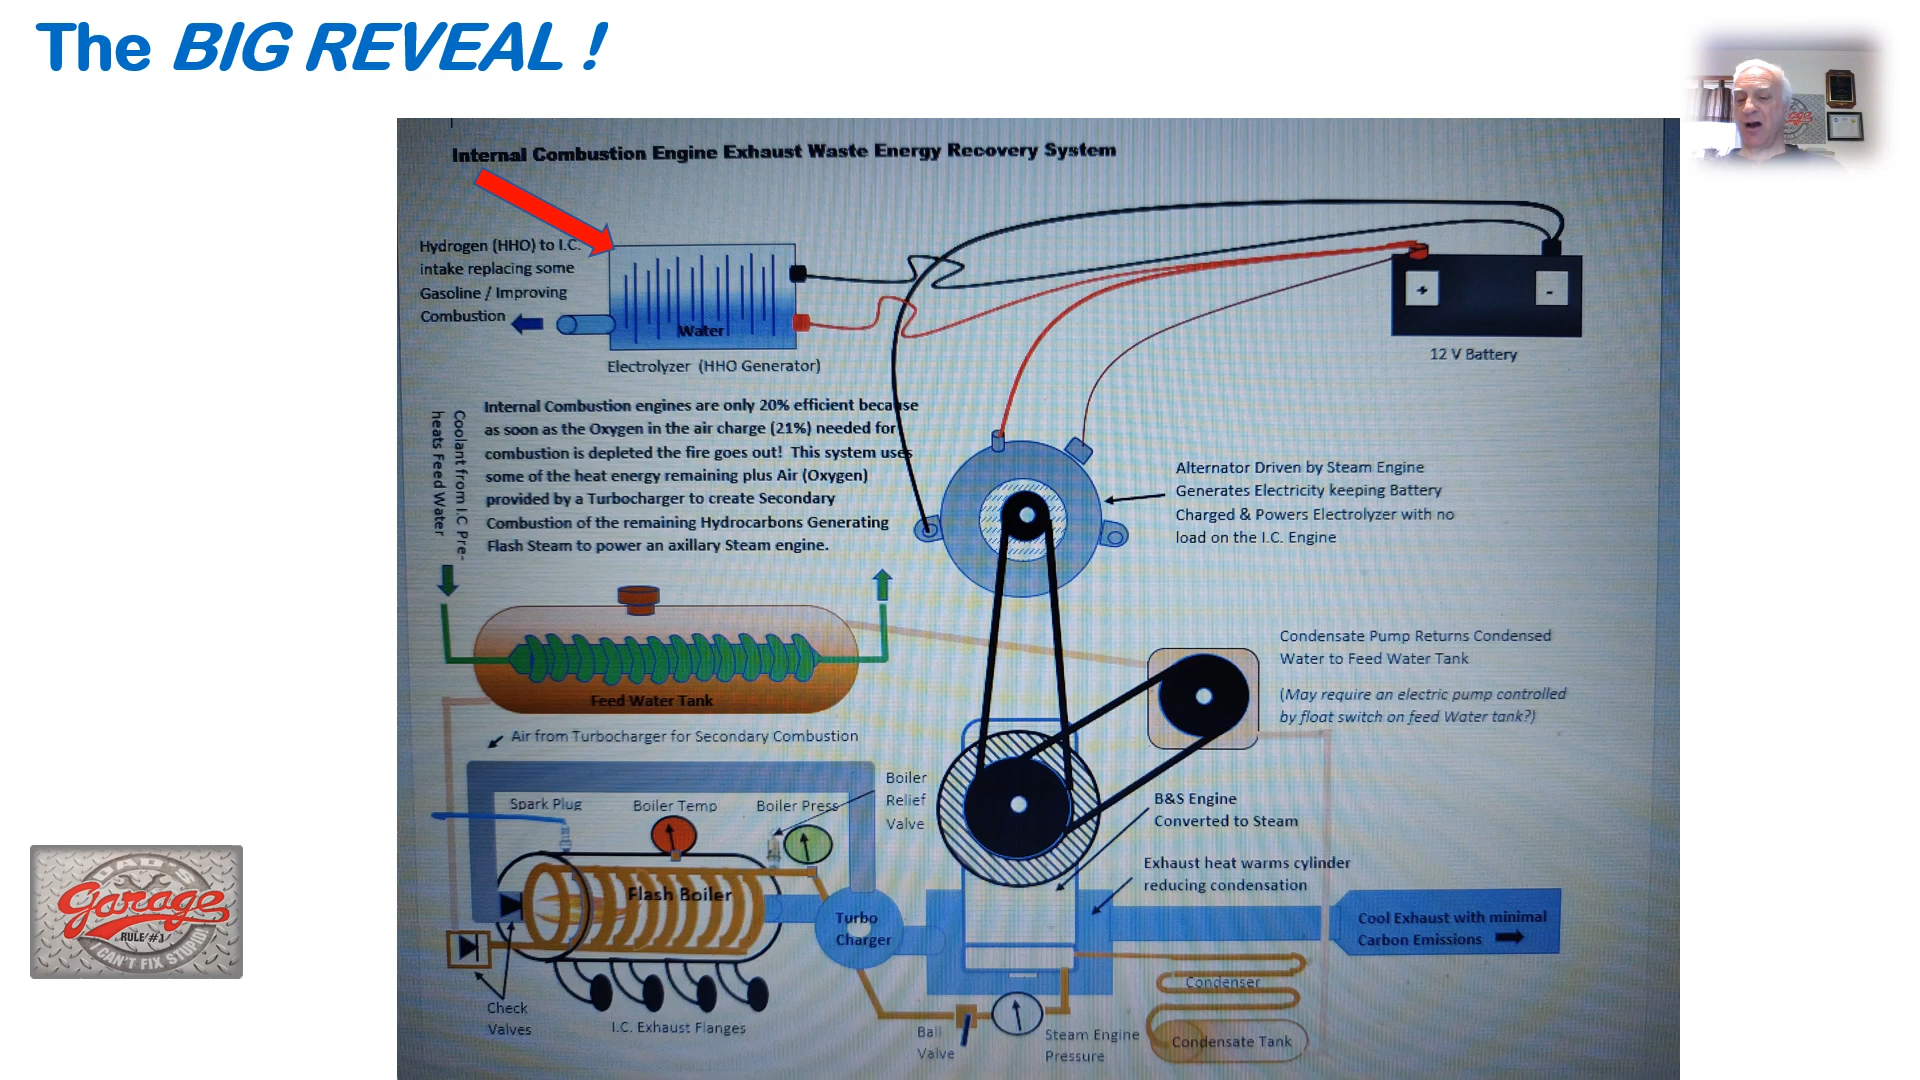 The BIG REVEAL !
Internal Combustion Engine Exhaust Waste Energy Recovery System
Hydrogen (HHO) to I.C.
intake replacing some
Gasoline / Improving
Combustion
Water
Electrolyzer (HHO Generator)
+
-
12 V Battery
Internal Combustion engines are only 20% efficient because
as soon as the Oxygen in the air charge (21%) needed for
combustion is depleted the fire goes out! This system uses
some of the heat energy remaining plus Air (Oxygen)
provided by a Turbocharger to create Secondary
Combustion of the remaining Hydrocarbons Generating
Flash Steam to power an axillary Steam engine.
Coolant from I.C Pre-
heats Feed Water
Alternator Driven by Steam Engine
Generates Electricity keeping Battery
Charged & Powers Electrolyzer with no
load on the I.C. Engine
Feed Water Tank
Condensate Pump Returns Condensed
Water to Feed Water Tank
(May require an electric pump controlled
by float switch on feed Water tank?)
Air from Turbocharger for Secondary Combustion
Spark Plug
Boiler Temp
Boiler Press
Boiler
Relief
Valve
B&S Engine
Converted to Steam
Exhaust heat warms cylinder
reducing condensation
Flash Boiler
Turbo
Charger
Cool Exhaust with minimal
Carbon Emissions
Condenser
Check
Valves
I.C. Exhaust Flanges
Ball
Valve
Steam Engine
Pressure
Condensate Tank
DAD'S
Garage
RULE #1
I CAN'T FIX STUPID!